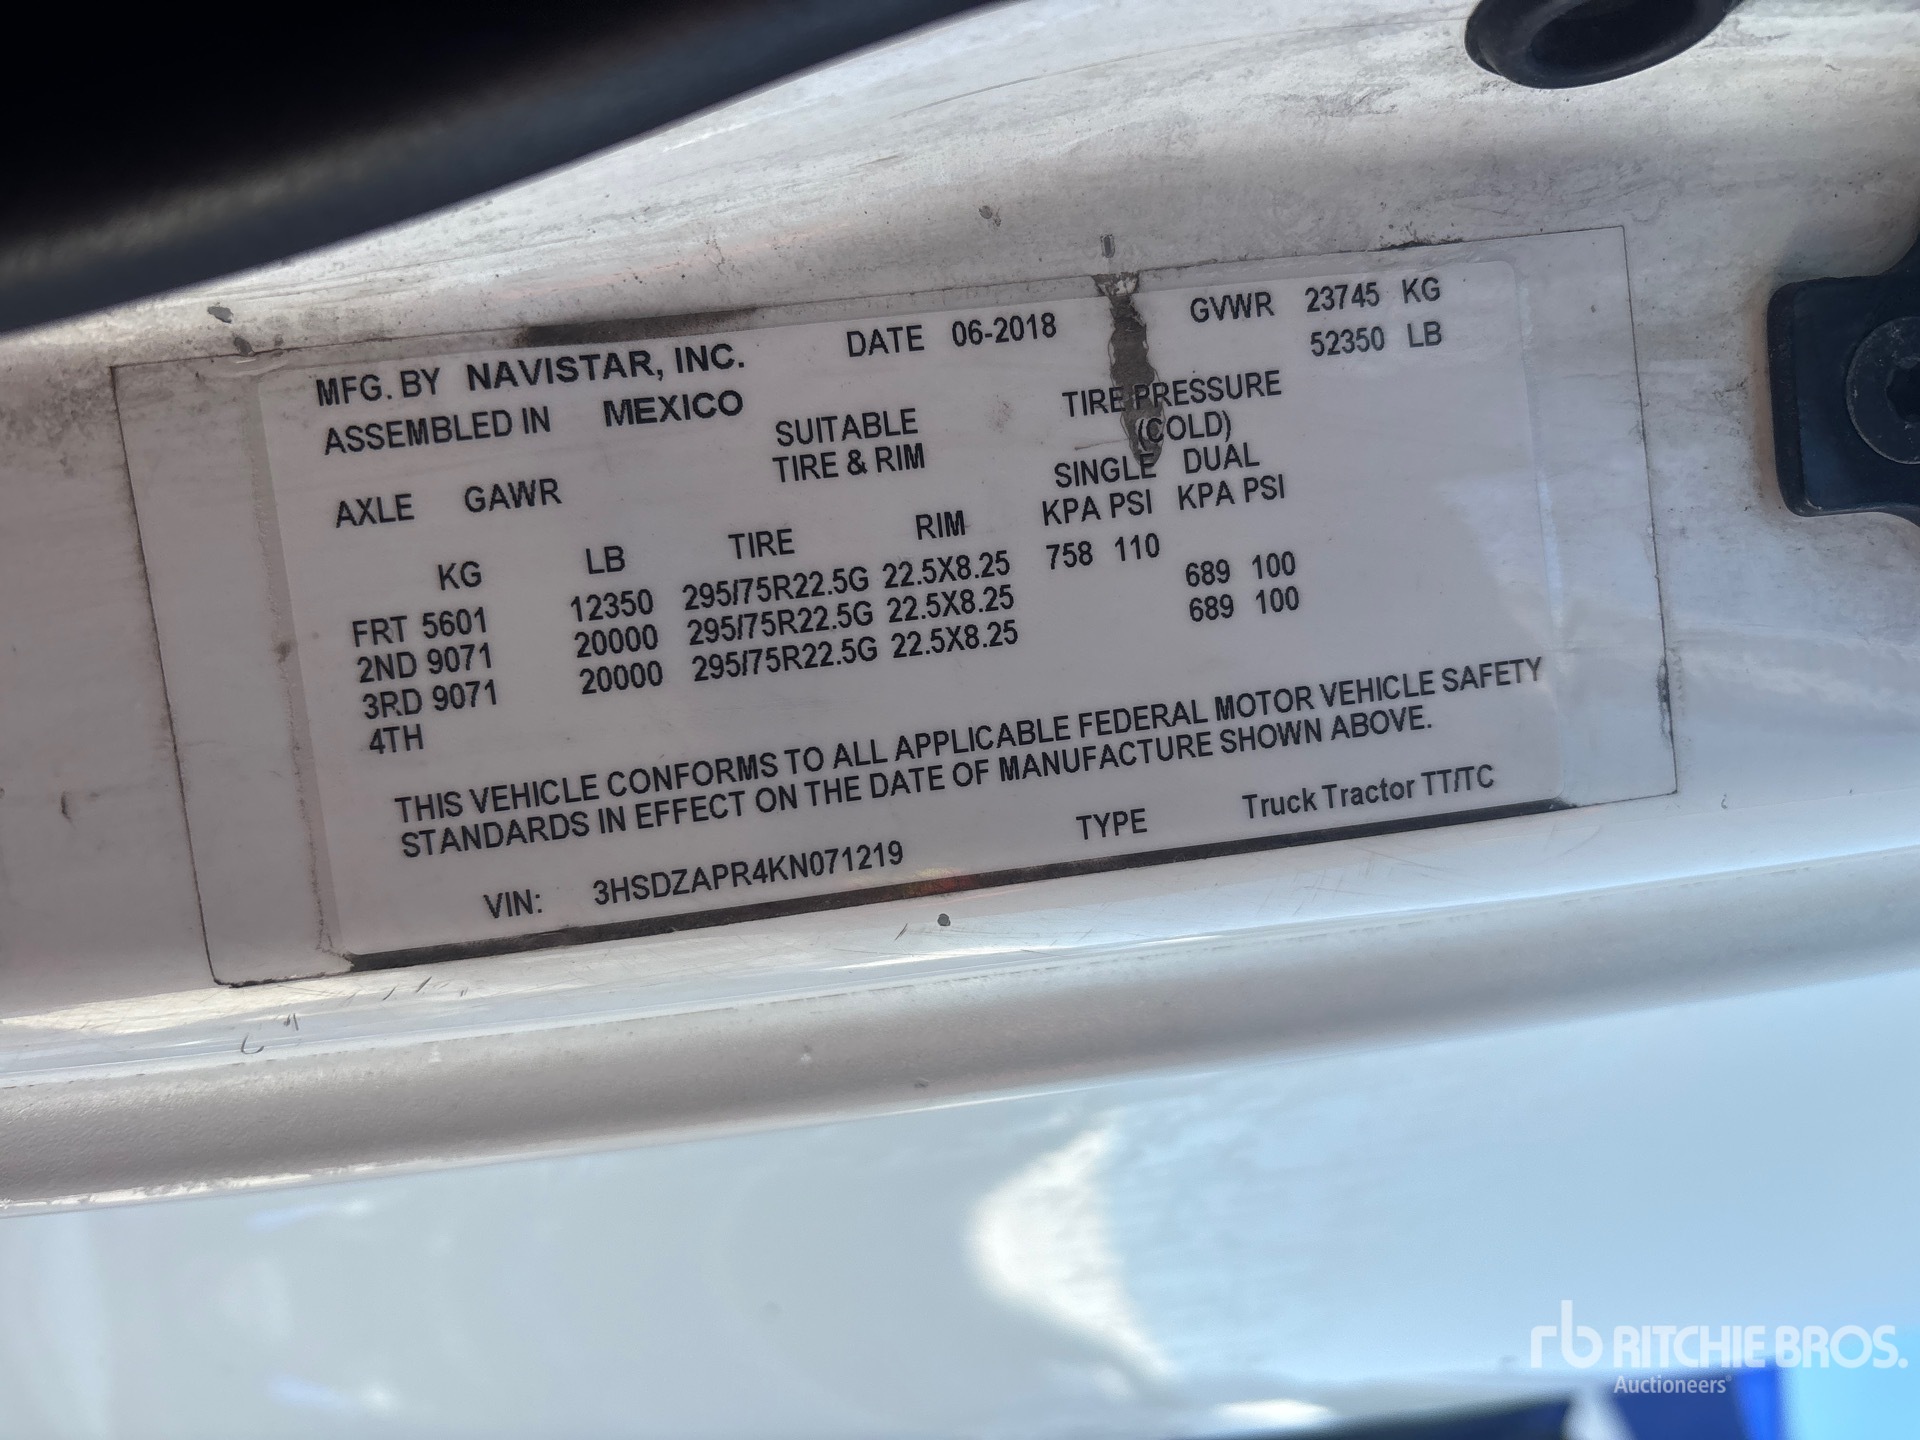 MFG. BY NAVISTAR, INC. DATE 06-2018 GVWR 23745 KG
ASSEMBLED IN MEXICO 52350 LB
SUITABLE TIRE PRESSURE
TIRE & RIM (COLD)
AXLE GAWR SINGLE DUAL
KPA PSI KPA PSI
KG LB TIRE RIM
FRT 5601 12350 295/75R22.5G 22.5X8.25 758 110
2ND 9071 20000 295/75R22.5G 22.5X8.25 689 100
3RD 9071 20000 295/75R22.5G 22.5X8.25 689 100
4TH
THIS VEHICLE CONFORMS TO ALL APPLICABLE FEDERAL MOTOR VEHICLE SAFETY
STANDARDS IN EFFECT ON THE DATE OF MANUFACTURE SHOWN ABOVE.
VIN: 3HSDZAPR4KN071219 TYPE Truck Tractor TT/TC
rb RITCHIE BROS.
Auctioneers